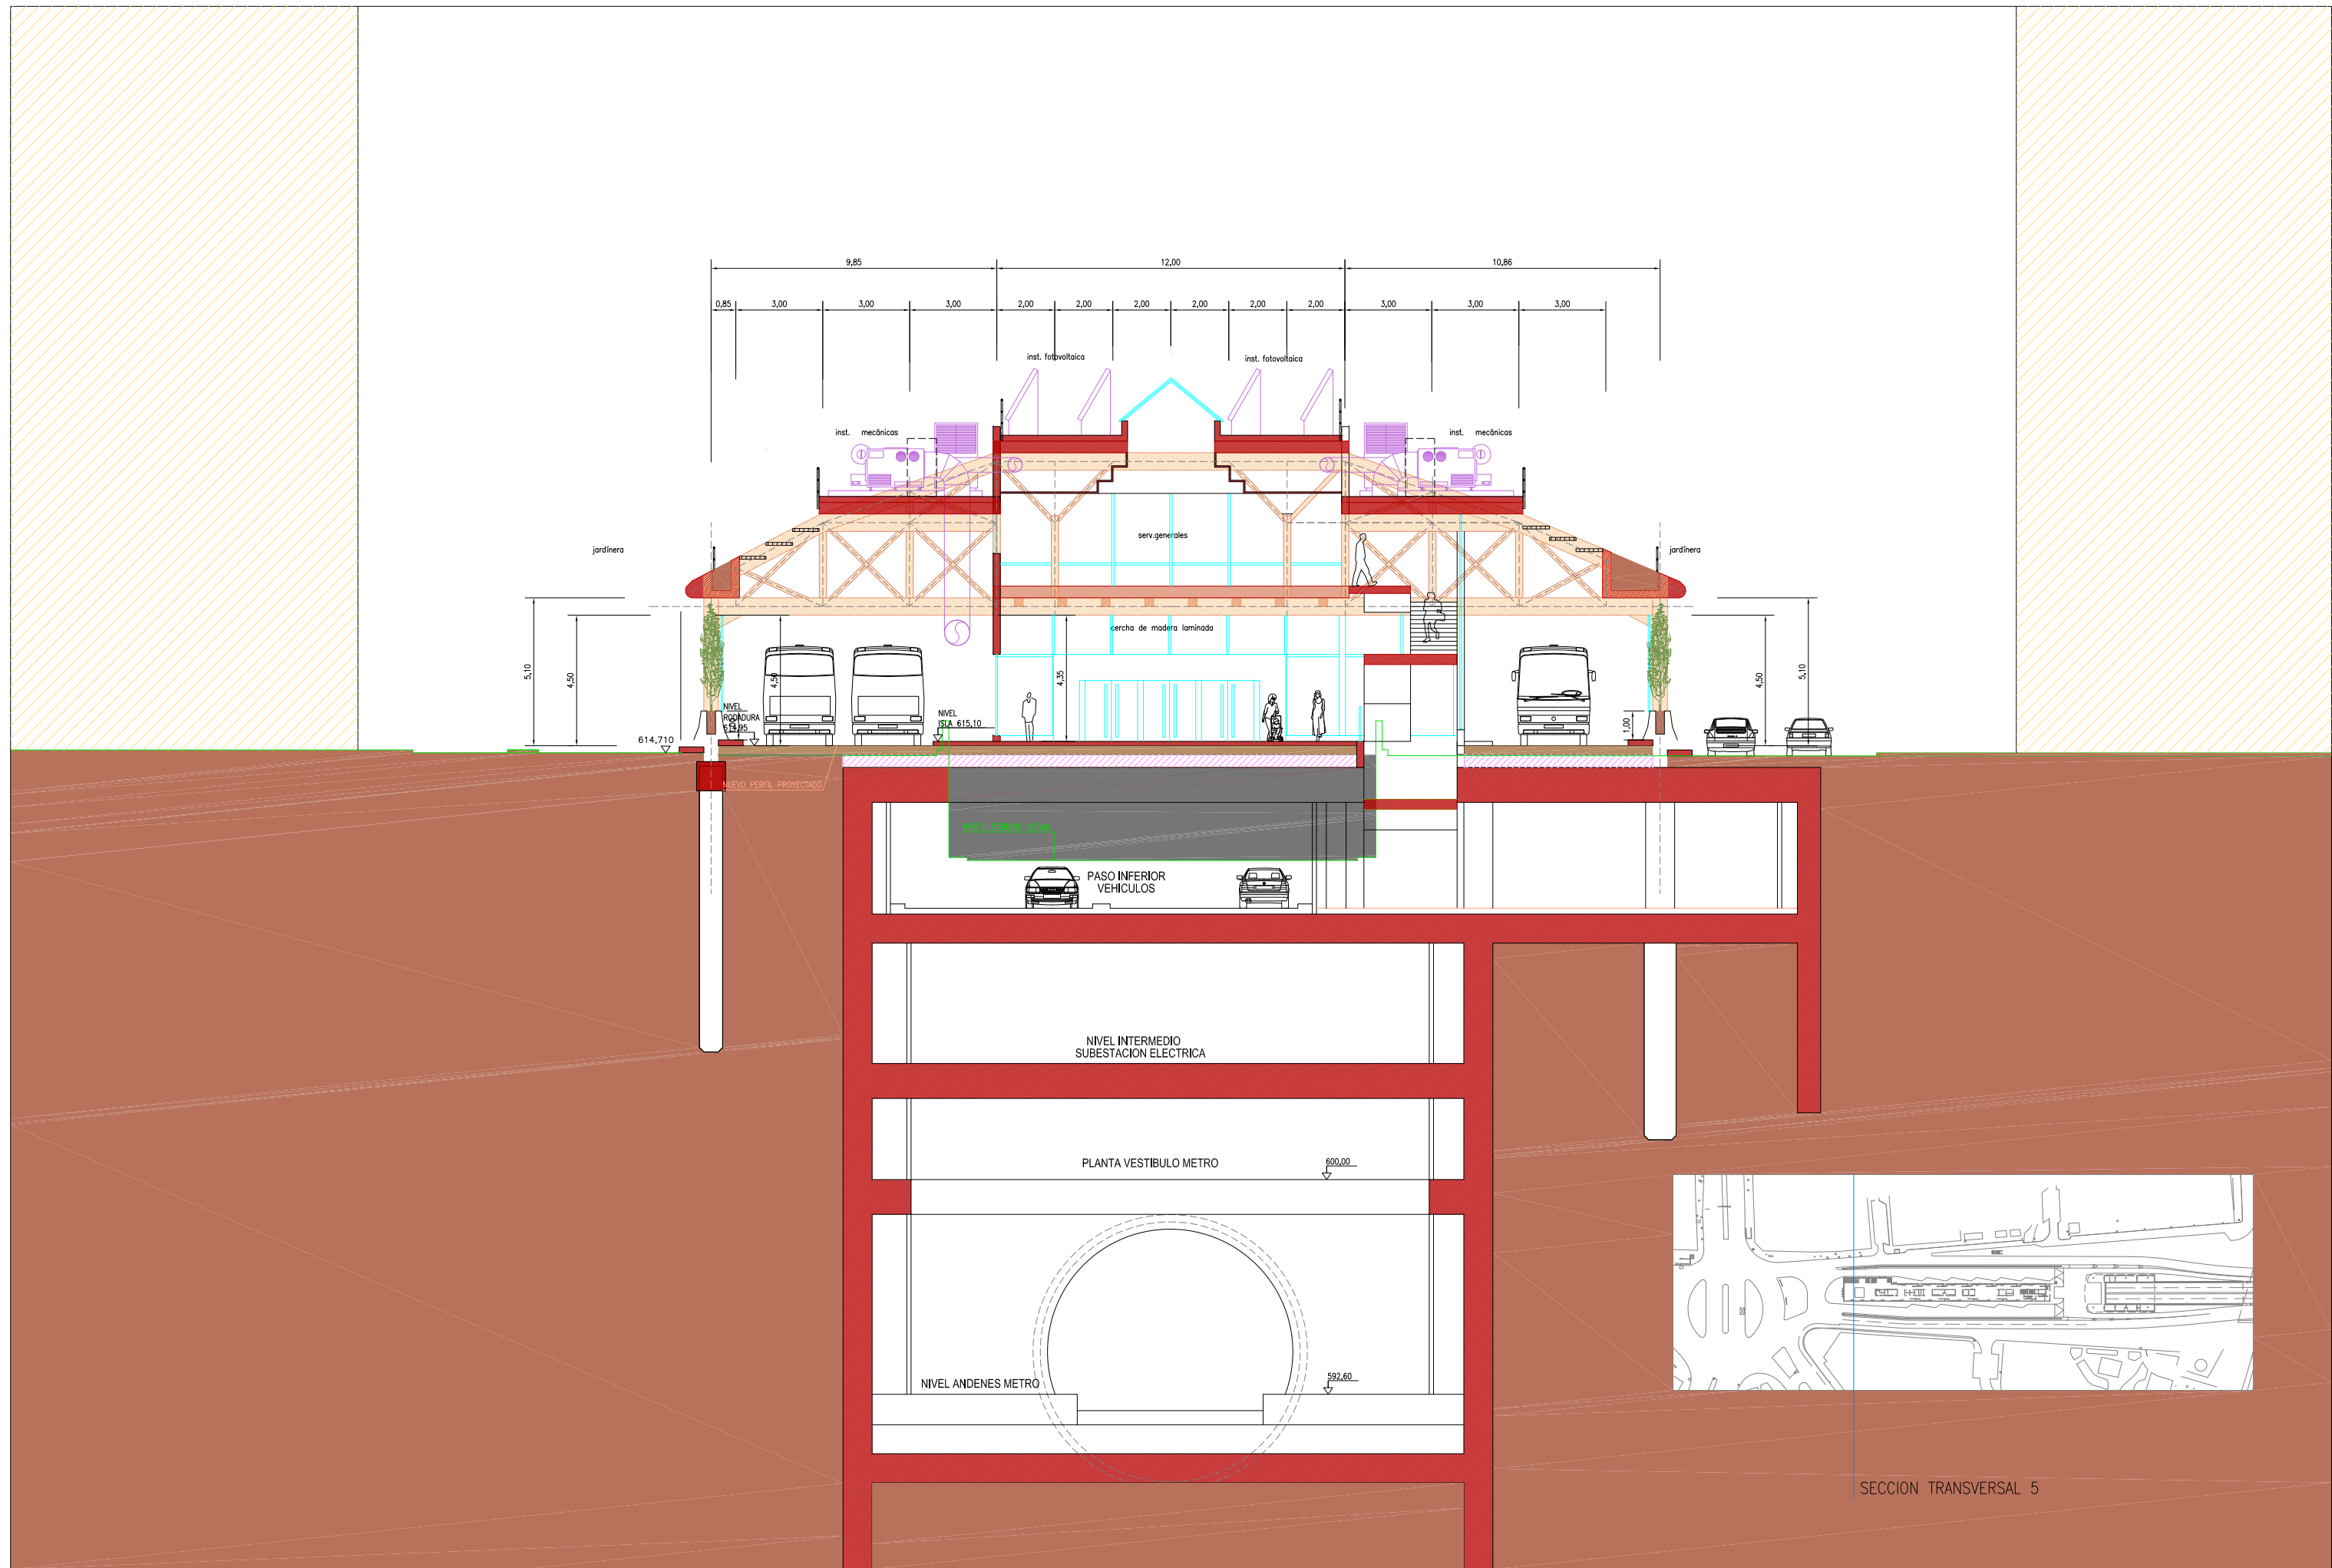 9,85 12,00 10,86
0,85 3,00 3,00 3,00 2,00 2,00 2,00 2,00 2,00 2,00 3,00 3,00 3,00
inst. fotovoltaica inst. fotovoltaica
inst. mecánicas inst. mecánicas
serv.generales
jardínera jardínera
cercha de madera laminada
5,10 4,50 4,50 4,35 4,50 5,10
NIVEL
RODADURA
614,95
NIVEL
ISLA 615,10
1,00
614,710
NUEVO PERFIL PROYECTADO
PASO INFERIOR
VEHICULOS
NIVEL INTERMEDIO
SUBESTACION ELECTRICA
PLANTA VESTIBULO METRO 600,00
NIVEL ANDENES METRO 592,60
SECCION TRANSVERSAL 5